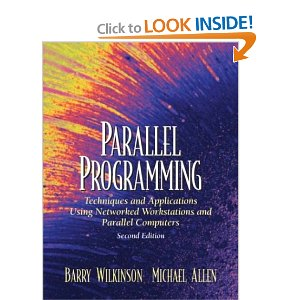 Click to LOOK INSIDE!
PARALLEL
PROGRAMMING
Techniques and Applications
Using Networked Workstations and
Parallel Computers
Second Edition
BARRY WILKINSON MICHAEL ALLEN